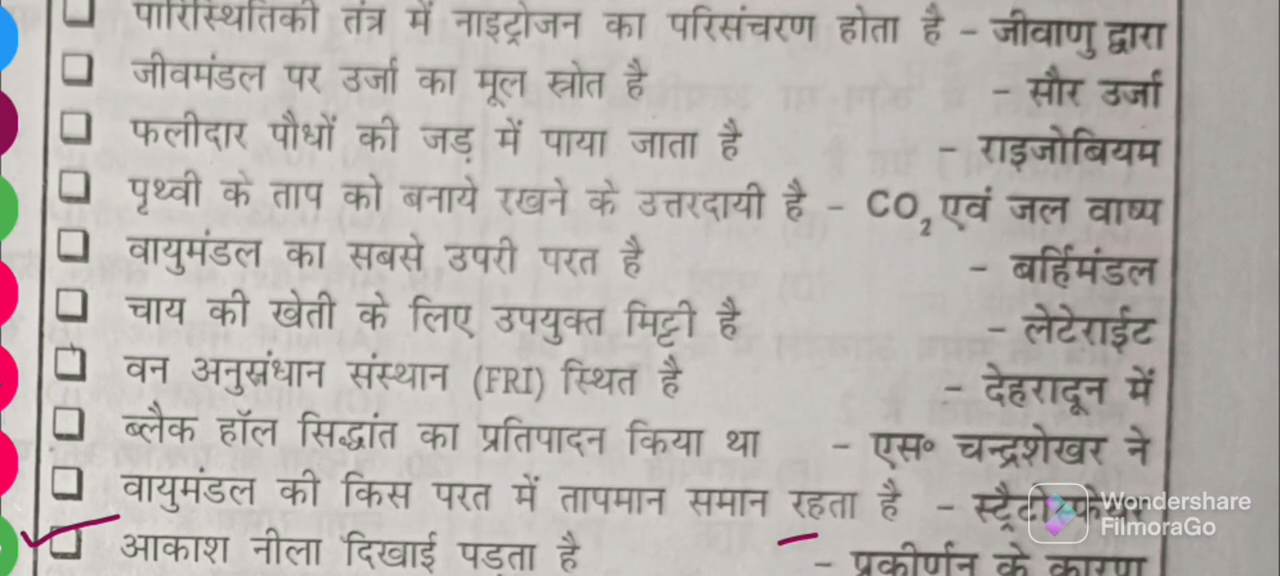 पारिस्थितिकी तंत्र में नाइट्रोजन का परिसंचरण होता है - जीवाणु द्वारा
जीवमंडल पर उर्जा का मूल स्त्रोत है - सौर उर्जा
फलीदार पौधों की जड़ में पाया जाता है - राइजोबियम
पृथ्वी के ताप को बनाये रखने के उत्तरदायी है - CO₂ एवं जल वाष्प
वायुमंडल का सबसे उपरी परत है - बर्हिमंडल
चाय की खेती के लिए उपयुक्त मिट्टी है - लेटेराईट
वन अनुसंधान संस्थान (FRI) स्थित है - देहरादून में
ब्लैक हॉल सिद्धांत का प्रतिपादन किया था - एस॰ चन्द्रशेखर ने
वायुमंडल की किस परत में तापमान समान रहता है -
Wondershare
FilmoraGo
आकाश नीला दिखाई पड़ता है - प्रकीर्णन के कारण